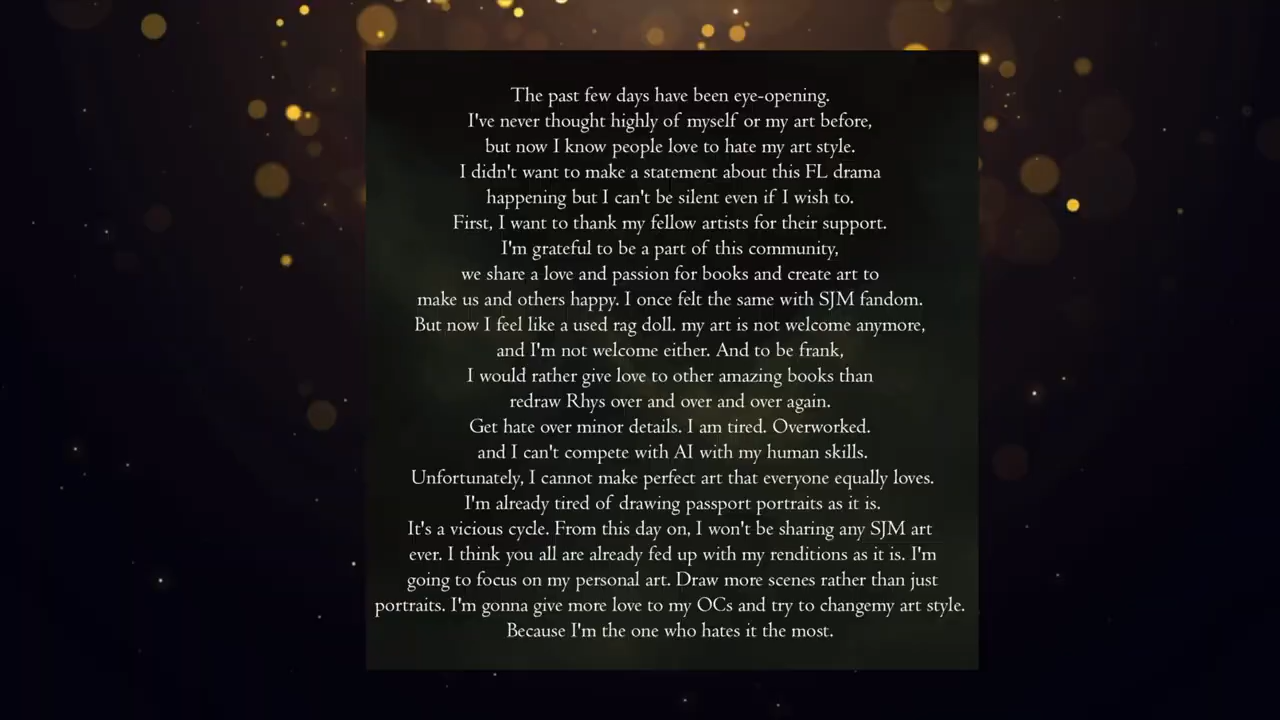 The past few days have been eye-opening.
I've never thought highly of myself or my art before,
but now I know people love to hate my art style.
I didn't want to make a statement about this FL drama
happening but I can't be silent even if I wish to.
First, I want to thank my fellow artists for their support.
I'm grateful to be a part of this community,
we share a love and passion for books and create art to
make us and others happy. I once felt the same with SJM fandom.
But now I feel like a used rag doll. my art is not welcome anymore,
and I'm not welcome either. And to be frank,
I would rather give love to other amazing books than
redraw Rhys over and over and over again.
Get hate over minor details. I am tired. Overworked.
and I can't compete with AI with my human skills.
Unfortunately, I cannot make perfect art that everyone equally loves.
I'm already tired of drawing passport portraits as it is.
It's a vicious cycle. From this day on, I won't be sharing any SJM art
ever. I think you all are already fed up with my renditions as it is. I'm
going to focus on my personal art. Draw more scenes rather than just
portraits. I'm gonna give more love to my OCs and try to changemy art style.
Because I'm the one who hates it the most.